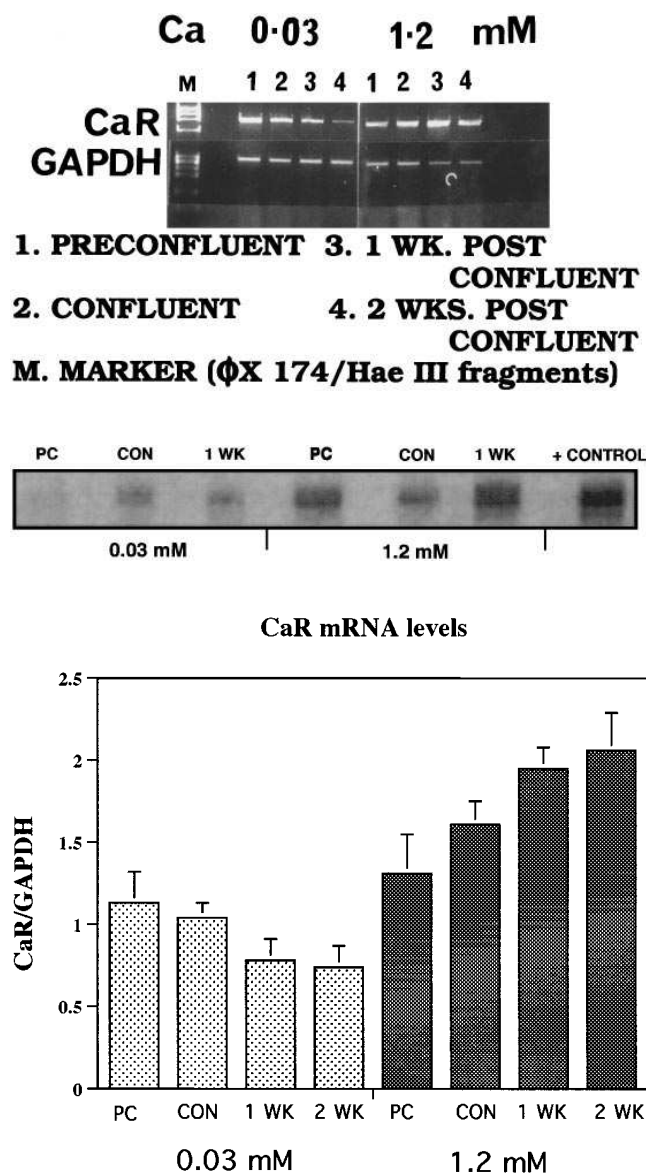 Ca 0·03 1·2 mM
M 1 2 3 4 1 2 3 4
CaR
GAPDH
1. PRECONFLUENT 3. 1 WK. POST
CONFLUENT
2. CONFLUENT 4. 2 WKS. POST
CONFLUENT
M. MARKER (ΦX 174/Hae III fragments)
PC CON 1 WK PC CON 1 WK + CONTROL
0.03 mM 1.2 mM
CaR mRNA levels
CaR/GAPDH
2.5
2
1.5
1
0.5
0
PC CON 1 WK 2 WK PC CON 1 WK 2 WK
0.03 mM 1.2 mM